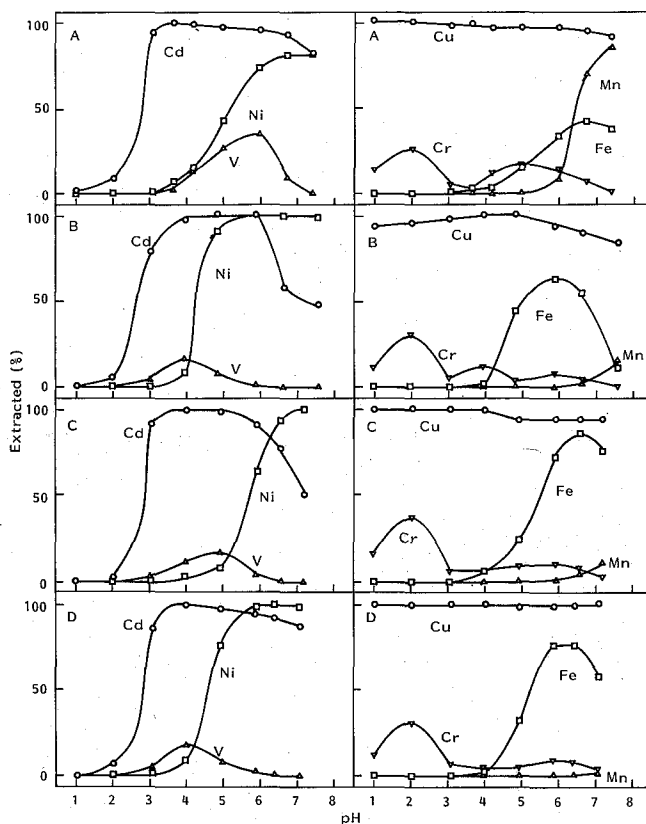 100 A A
Cu
Cd
Mn
50
Ni
V Cr Fe
0
100 B B
Cd Cu
Ni
50
Fe
V Cr Mn
0
Extracted (%)
100 C C
Cd Cu
Ni Fe
50
Cr
V Mn
0
100 D D
Cd Cu
Ni Fe
50
Cr
V Mn
0
1 2 3 4 5 6 7 8 1 2 3 4 5 6 7 8
pH